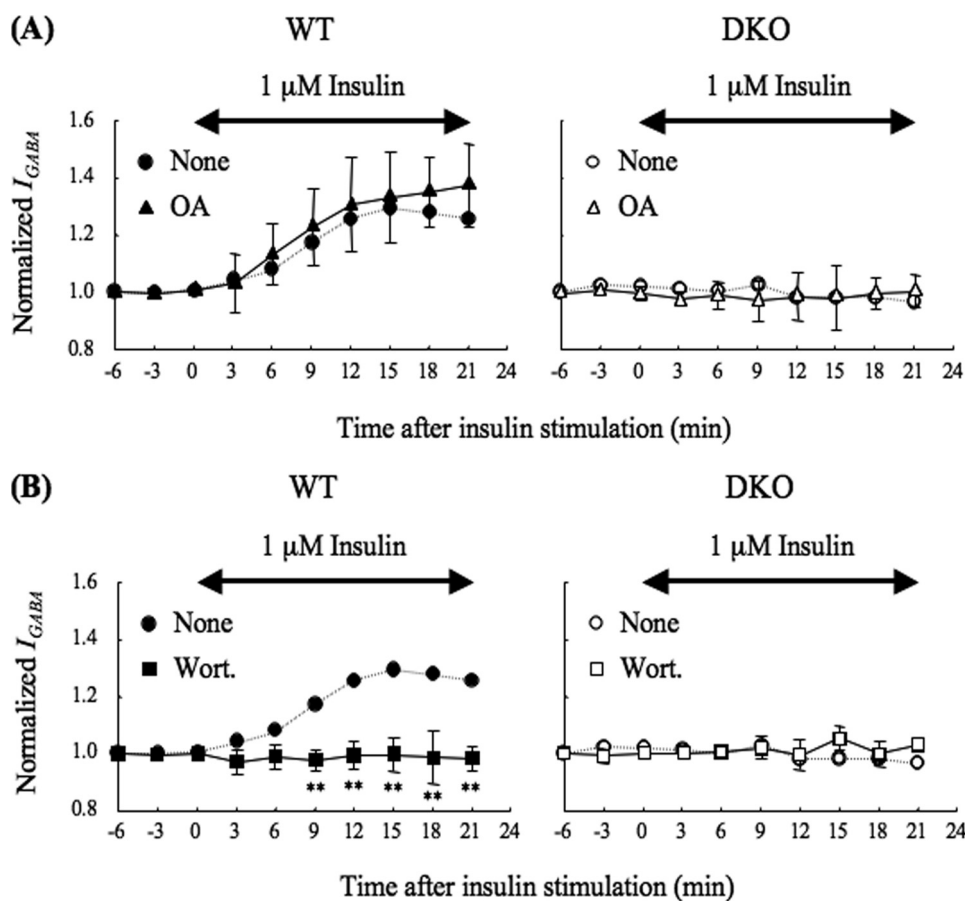 (A)
WT
DKO
1 μM Insulin
1 μM Insulin
Normalized I_GABA
1.6
1.4
1.2
1.0
0.8
None
OA
None
OA
-6 -3 0 3 6 9 12 15 18 21 24
-6 -3 0 3 6 9 12 15 18 21 24
Time after insulin stimulation (min)
(B)
WT
DKO
1 μM Insulin
1 μM Insulin
Normalized I_GABA
1.6
1.4
1.2
1.0
0.8
None
Wort.
** ** ** ** **
None
Wort.
-6 -3 0 3 6 9 12 15 18 21 24
-6 -3 0 3 6 9 12 15 18 21 24
Time after insulin stimulation (min)